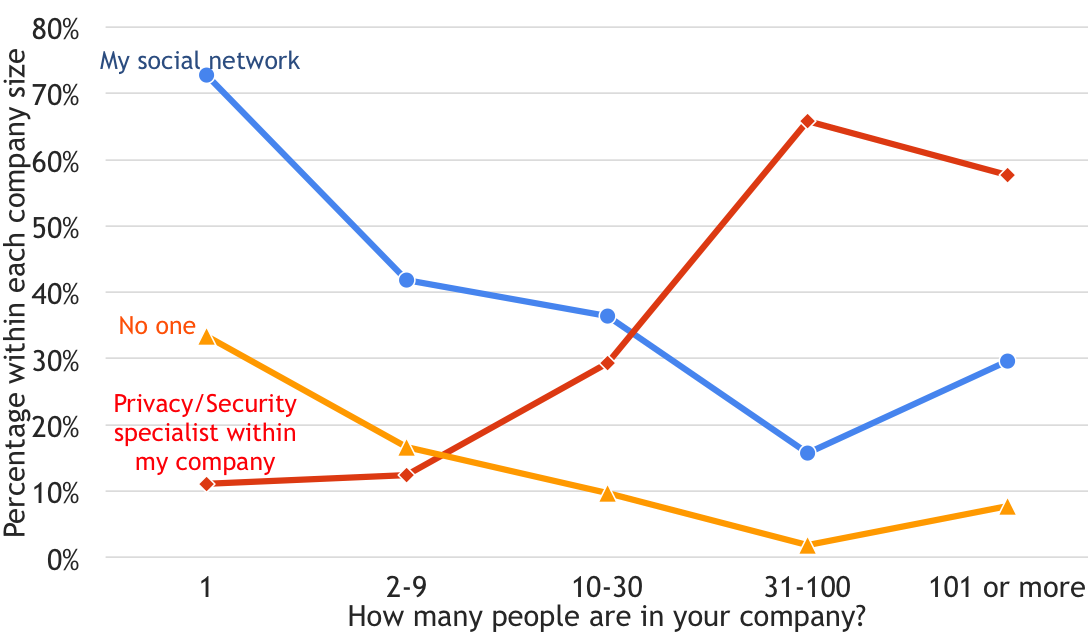 80%
My social network
70%
60%
50%
40%
No one
30%
Privacy/Security
specialist within
my company
20%
10%
0%
Percentage within each company size
1 2-9 10-30 31-100 101 or more
How many people are in your company?